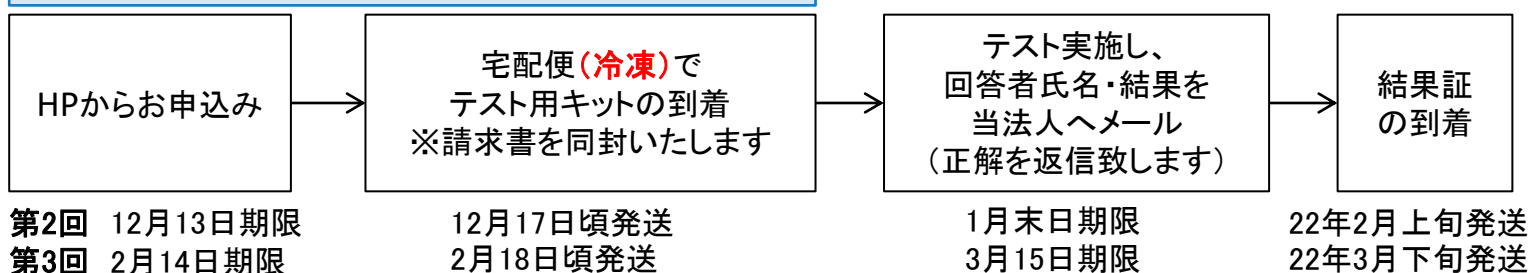 HPからお申込み
宅配便(冷凍)で
テスト用キットの到着
※請求書を同封いたします
テスト実施し、
回答者氏名・結果を
当法人へメール
(正解を返信致します)
結果証
の到着
第2回 12月13日期限 12月17日頃発送 1月末日期限 22年2月上旬発送
第3回 2月14日期限 2月18日頃発送 3月15日期限 22年3月下旬発送